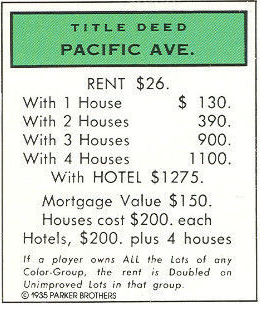 TITLE DEED
PACIFIC AVE.
RENT $26.
With 1 House $ 130.
With 2 Houses 390.
With 3 Houses 900.
With 4 Houses 1100.
With HOTEL $1275.
Mortgage Value $150.
Houses cost $200. each
Hotels, $200. plus 4 houses
If a player owns ALL the Lots of any
Color-Group, the rent is Doubled on
Unimproved Lots in that group.
© 1935 PARKER BROTHERS